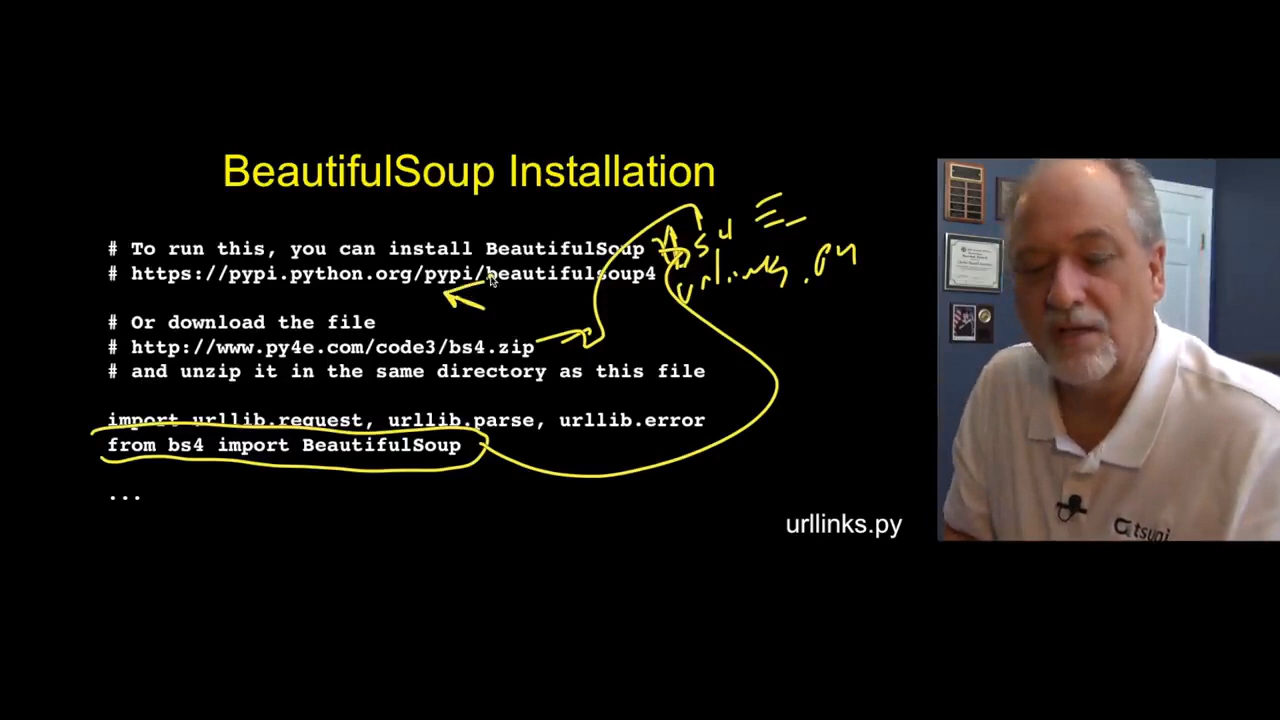 BeautifulSoup Installation
# To run this, you can install BeautifulSoup
# https://pypi.python.org/pypi/beautifulsoup4
bs4
urllinks.py
# Or download the file
# http://www.py4e.com/code3/bs4.zip
# and unzip it in the same directory as this file
import urllib.request, urllib.parse, urllib.error
from bs4 import BeautifulSoup
...
urllinks.py
tsugi